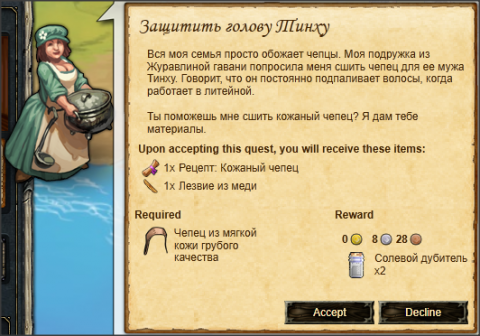 Защитить голову Тинху
Вся моя семья просто обожает чепцы. Моя подружка из
Журавлиной гавани попросила меня сшить чепец для ее мужа
Тинху. Говорит, что он постоянно подпаливает волосы, когда
работает в литейной.
Ты поможешь мне сшить кожаный чепец? Я дам тебе
материалы.
Upon accepting this quest, you will receive these items:
1x Рецепт: Кожаный чепец
1x Лезвие из меди
Required
Чепец из мягкой
кожи грубого
качества
Reward
0 8 28
Солевой дубитель
x2
Accept
Decline